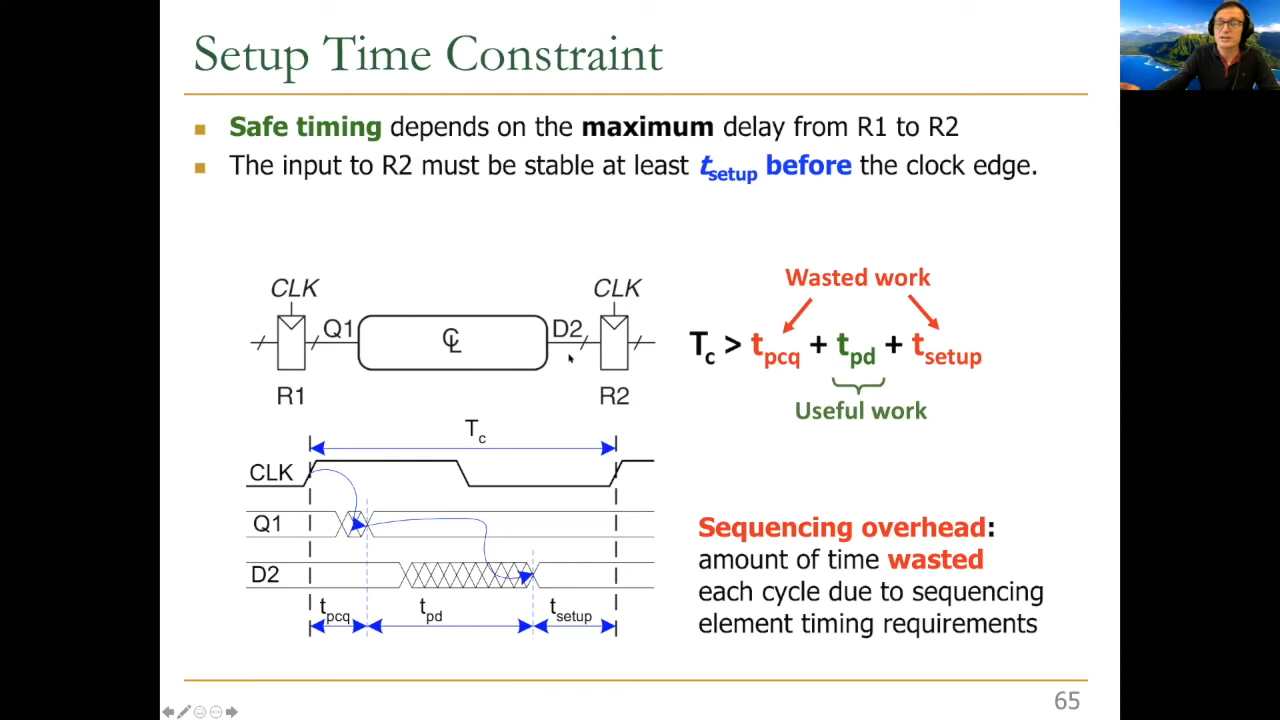 Setup Time Constraint
Safe timing depends on the maximum delay from R1 to R2
The input to R2 must be stable at least tsetup before the clock edge.
Wasted work
CLK CLK
Q1 CL D2
Tc > tpcq + tpd + tsetup
R1 R2
Useful work
Tc
CLK
Q1
D2
tpcq tpd tsetup
Sequencing overhead:
amount of time wasted
each cycle due to sequencing
element timing requirements
65